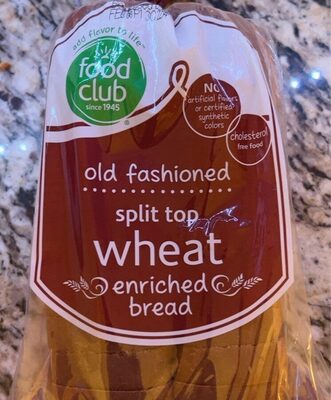 add flavor to life™
food
club
since 1945
®
NO
artificial flavors
or certified
synthetic
colors
cholesterol
free food
old fashioned
split top
wheat
enriched
bread